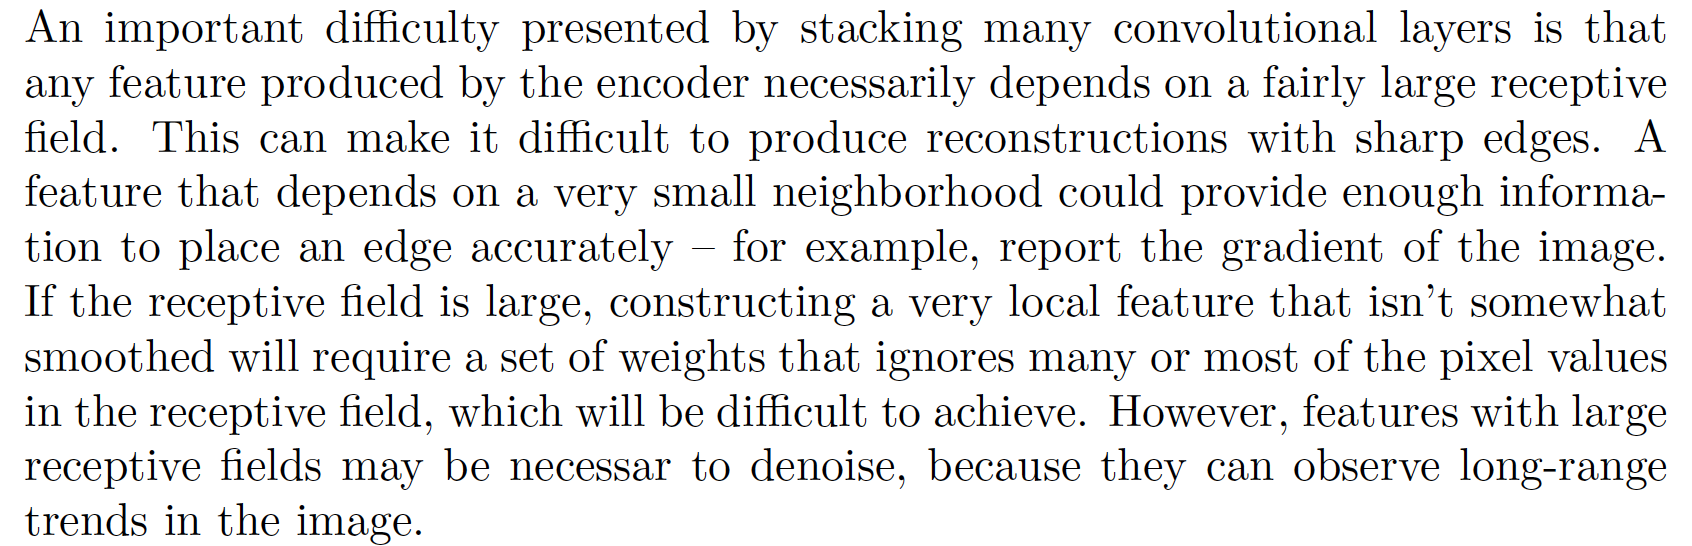 An important difficulty presented by stacking many convolutional layers is that
any feature produced by the encoder necessarily depends on a fairly large receptive
field. This can make it difficult to produce reconstructions with sharp edges. A
feature that depends on a very small neighborhood could provide enough informa-
tion to place an edge accurately – for example, report the gradient of the image.
If the receptive field is large, constructing a very local feature that isn't somewhat
smoothed will require a set of weights that ignores many or most of the pixel values
in the receptive field, which will be difficult to achieve. However, features with large
receptive fields may be necessar to denoise, because they can observe long-range
trends in the image.